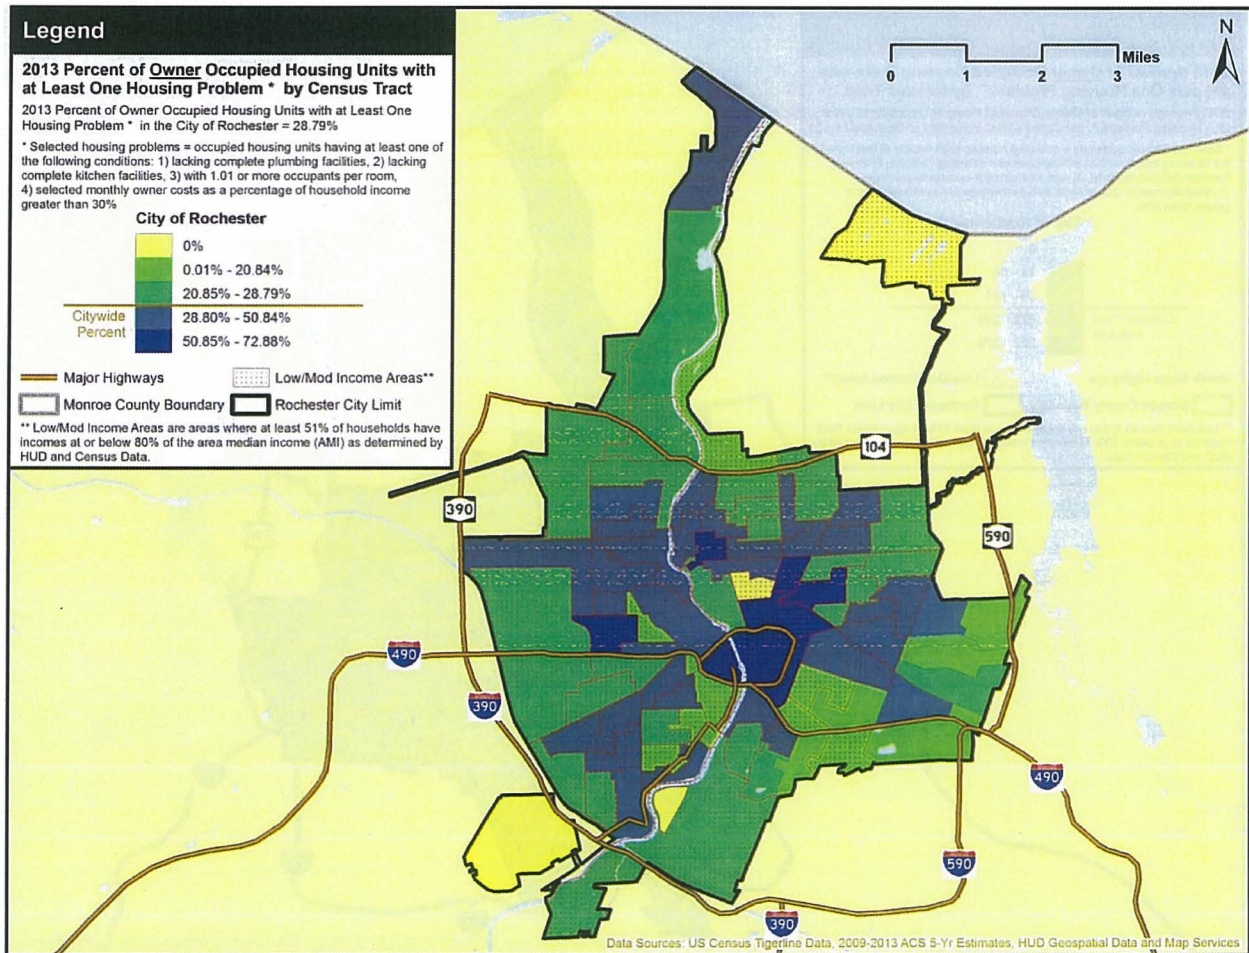 Legend
2013 Percent of Owner Occupied Housing Units with
at Least One Housing Problem * by Census Tract
2013 Percent of Owner Occupied Housing Units with at Least One
Housing Problem * in the City of Rochester = 28.79%
* Selected housing problems = occupied housing units having at least one of
the following conditions: 1) lacking complete plumbing facilities, 2) lacking
complete kitchen facilities, 3) with 1.01 or more occupants per room,
4) selected monthly owner costs as a percentage of household income
greater than 30%
City of Rochester
0%
0.01% - 20.84%
20.85% - 28.79%
Citywide
Percent
28.80% - 50.84%
50.85% - 72.88%
Major Highways
Low/Mod Income Areas**
Monroe County Boundary
Rochester City Limit
** Low/Mod Income Areas are areas where at least 51% of households have
incomes at or below 80% of the area median income (AMI) as determined by
HUD and Census Data.
N
Miles
0 1 2 3
104
390
590
490
390
490
590
390
Data Sources: US Census Tigerline Data, 2009-2013 ACS 5-Yr Estimates, HUD Geospatial Data and Map Services